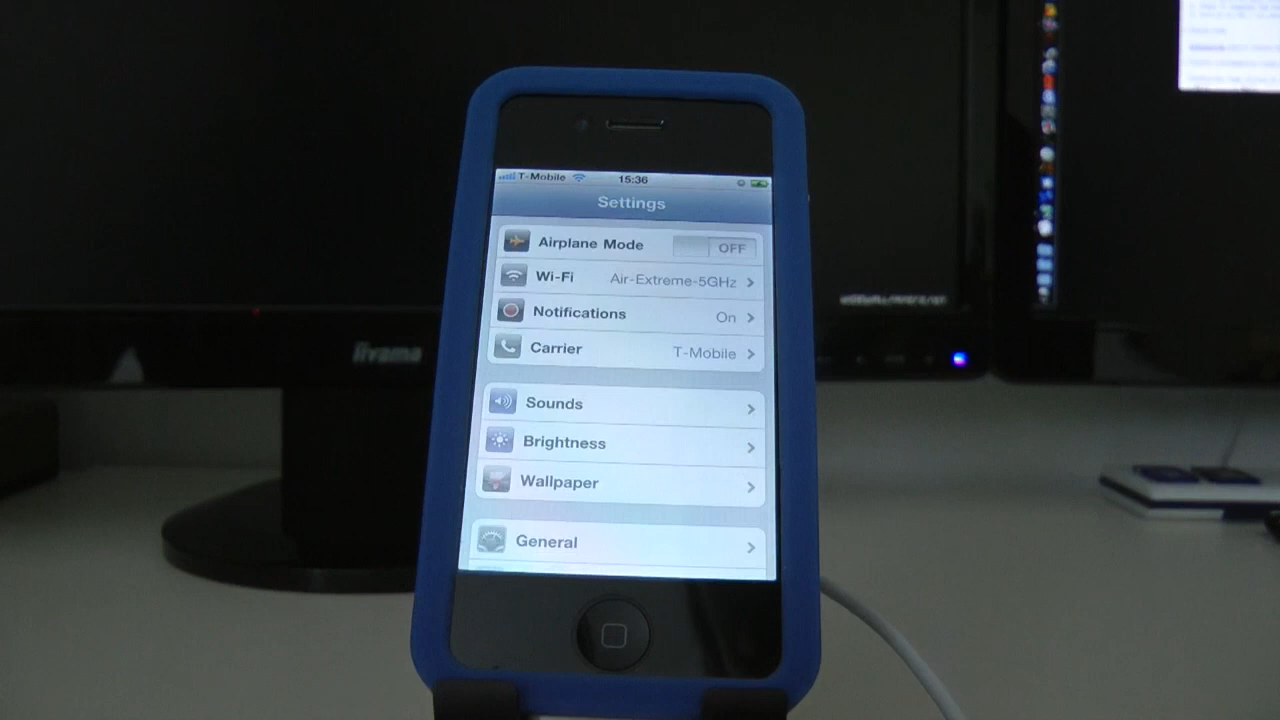 T-Mobile 15:36
Settings
Airplane Mode OFF
Wi-Fi Air-Extreme-5GHz
Notifications On
Carrier T-Mobile
Sounds
Brightness
Wallpaper
General
iiyama